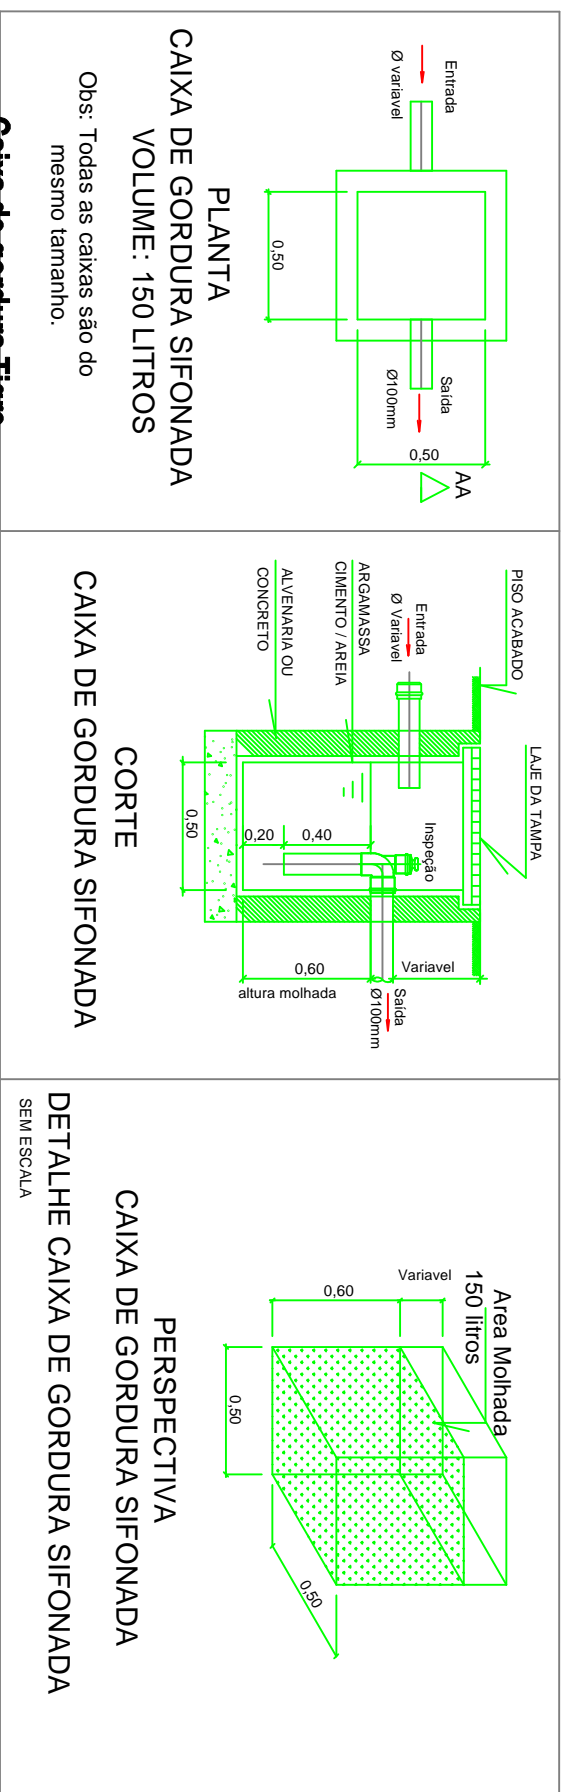 Entrada
Ø variavel
Saída
Ø100mm
0,50
AA
0,50
PLANTA
CAIXA DE GORDURA SIFONADA
VOLUME: 150 LITROS
Obs: Todas as caixas são do
mesmo tamanho.
PISO ACABADO
LAJE DA TAMPA
Entrada
Ø Variavel
ARGAMASSA
CIMENTO / AREIA
ALVENARIA OU
CONCRETO
Inspeção
0,20
0,40
0,50
0,60
altura molhada
Variavel
Saída
Ø100mm
CORTE
CAIXA DE GORDURA SIFONADA
Area Molhada
150 litros
Variavel
0,60
0,50
0,50
PERSPECTIVA
CAIXA DE GORDURA SIFONADA
DETALHE CAIXA DE GORDURA SIFONADA
SEM ESCALA
Caixa de gordura Tigre